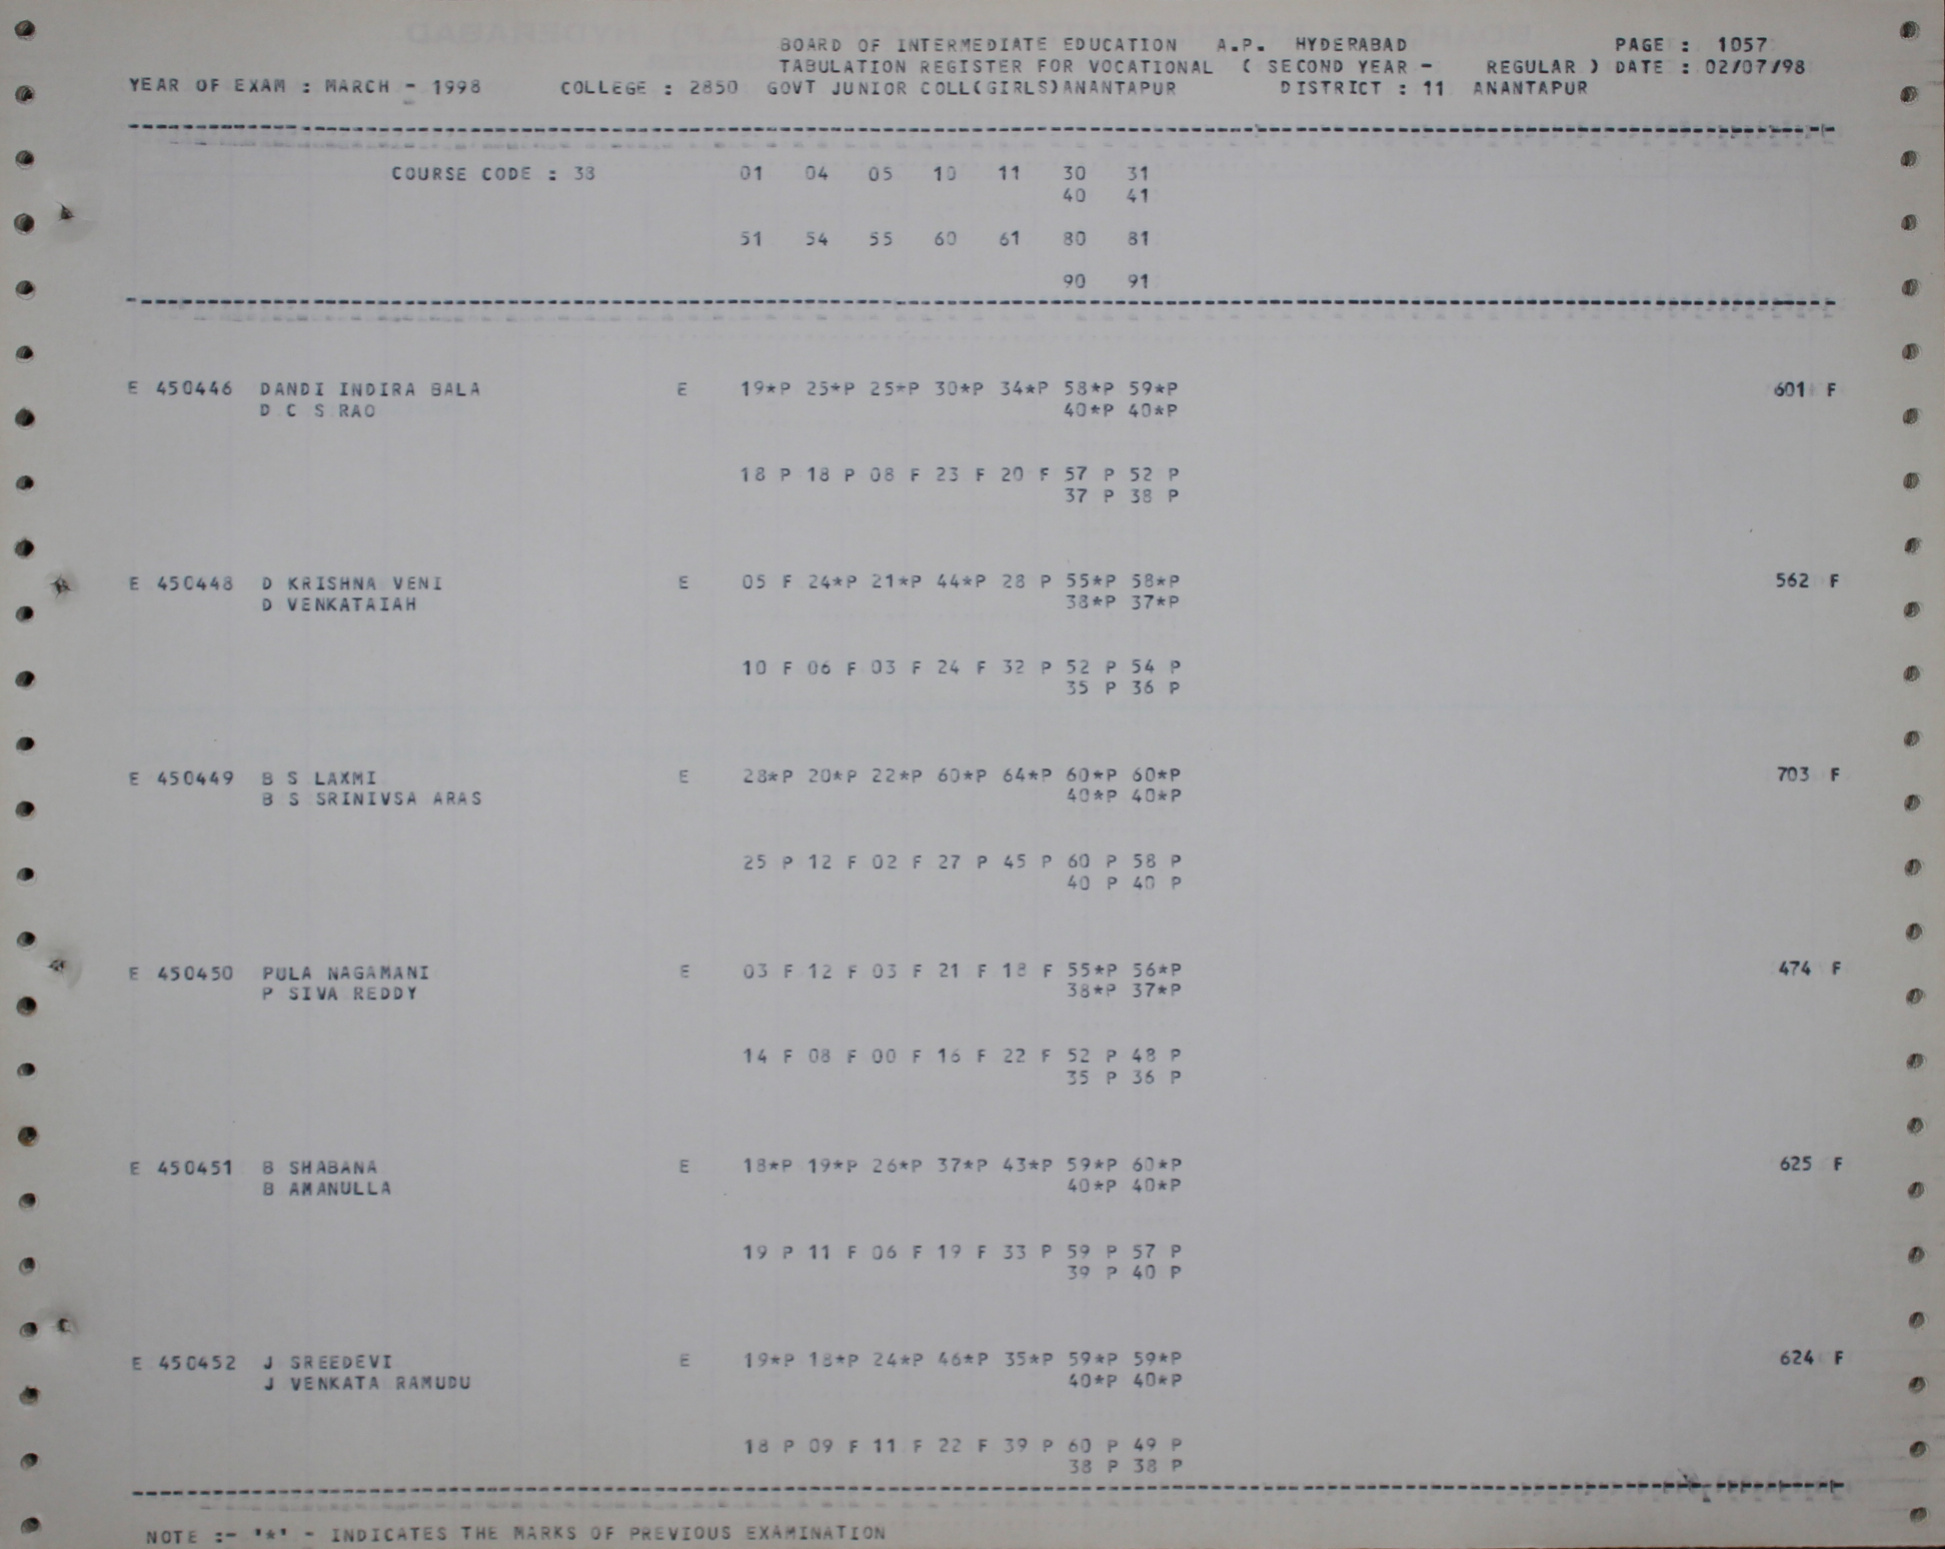 BOARD OF INTERMEDIATE EDUCATION A.P. HYDERABAD PAGE : 1057
TABULATION REGISTER FOR VOCATIONAL ( SECOND YEAR - REGULAR ) DATE : 02/07/98
YEAR OF EXAM : MARCH - 1998 COLLEGE : 2850 GOVT JUNIOR COLL(GIRLS)ANANTAPUR DISTRICT : 11 ANANTAPUR
COURSE CODE : 33 01 04 05 10 11 30 31
40 41
51 54 55 60 61 80 81
90 91
E 450446 DANDI INDIRA BALA E 19*P 25*P 25*P 30*P 34*P 58*P 59*P 601 F
D C S RAO 40*P 40*P
18 P 18 P 08 F 23 F 20 F 57 P 52 P
37 P 38 P
E 450448 D KRISHNA VENI E 05 F 24*P 21*P 44*P 28 P 55*P 58*P 562 F
D VENKATAIAH 38*P 37*P
10 F 06 F 03 F 24 F 32 P 52 P 54 P
35 P 36 P
E 450449 B S LAXMI E 28*P 20*P 22*P 60*P 64*P 60*P 60*P 703 F
B S SRINIVSA ARAS 40*P 40*P
25 P 12 F 02 F 27 P 45 P 60 P 58 P
40 P 40 P
E 450450 PULA NAGAMANI E 03 F 12 F 03 F 21 F 18 F 55*P 56*P 474 F
P SIVA REDDY 38*P 37*P
14 F 08 F 00 F 16 F 22 F 52 P 48 P
35 P 36 P
E 450451 B SHABANA E 18*P 19*P 26*P 37*P 43*P 59*P 60*P 625 F
B AMANULLA 40*P 40*P
19 P 11 F 06 F 19 F 33 P 59 P 57 P
39 P 40 P
E 450452 J SREEDEVI E 19*P 18*P 24*P 46*P 35*P 59*P 59*P 624 F
J VENKATA RAMUDU 40*P 40*P
18 P 09 F 11 F 22 F 39 P 60 P 49 P
38 P 38 P
NOTE :- '*' - INDICATES THE MARKS OF PREVIOUS EXAMINATION